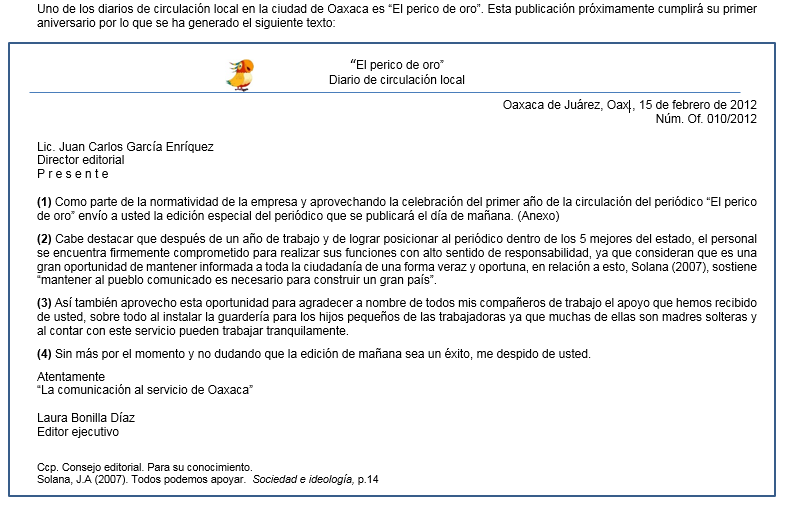 Uno de los diarios de circulación local en la ciudad de Oaxaca es “El perico de oro”. Esta publicación próximamente cumplirá su primer
aniversario por lo que se ha generado el siguiente texto:
“El perico de oro”
Diario de circulación local
Oaxaca de Juárez, Oax., 15 de febrero de 2012
Núm. Of. 010/2012
Lic. Juan Carlos García Enríquez
Director editorial
P r e s e n t e
(1) Como parte de la normatividad de la empresa y aprovechando la celebración del primer año de la circulación del periódico “El perico
de oro” envío a usted la edición especial del periódico que se publicará el día de mañana. (Anexo)
(2) Cabe destacar que después de un año de trabajo y de lograr posicionar al periódico dentro de los 5 mejores del estado, el personal
se encuentra firmemente comprometido para realizar sus funciones con alto sentido de responsabilidad, ya que consideran que es una
gran oportunidad de mantener informada a toda la ciudadanía de una forma veraz y oportuna, en relación a esto, Solana (2007), sostiene
“mantener al pueblo comunicado es necesario para construir un gran país”.
(3) Así también aprovecho esta oportunidad para agradecer a nombre de todos mis compañeros de trabajo el apoyo que hemos recibido
de usted, sobre todo al instalar la guardería para los hijos pequeños de las trabajadoras ya que muchas de ellas son madres solteras y
al contar con este servicio pueden trabajar tranquilamente.
(4) Sin más por el momento y no dudando que la edición de mañana sea un éxito, me despido de usted.
Atentamente
“La comunicación al servicio de Oaxaca”
Laura Bonilla Díaz
Editor ejecutivo
Ccp. Consejo editorial. Para su conocimiento.
Solana, J.A (2007). Todos podemos apoyar. Sociedad e ideología, p.14